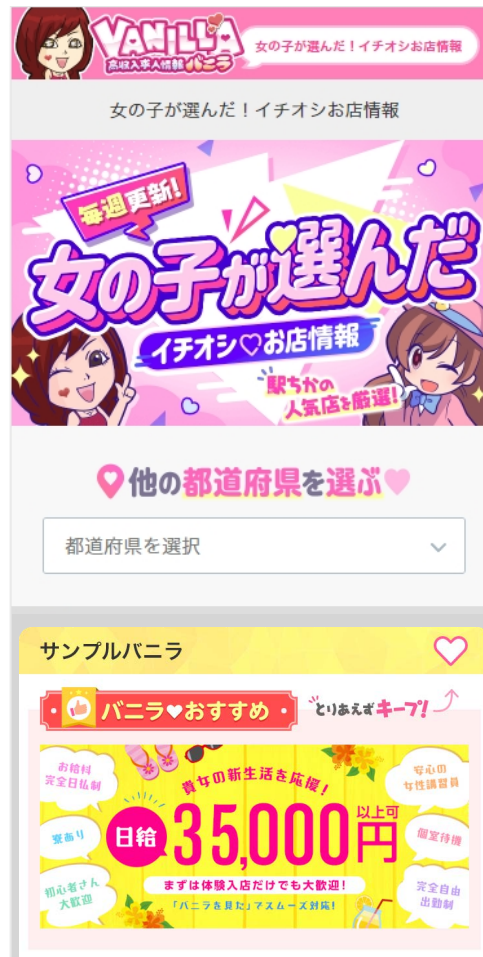 VANILLA
高収入求人情報 バニラ
女の子が選んだ！イチオシお店情報
女の子が選んだ！イチオシお店情報
毎週更新!
女の子が選んだ
イチオシ♡お店情報
駅ちかの
人気店を厳選!
他の都道府県を選ぶ
都道府県を選択
サンプルバニラ
バニラ♥おすすめ
とりあえずキープ!
お給料
完全日払制
貴女の新生活を応援!
安心の
女性講習員
寮あり
日給35,000円以上可
個室待機
初心者さん
大歓迎
まずは体験入店だけでも大歓迎!
「バニラを見た」でスムーズ対応!
完全自由
出勤制